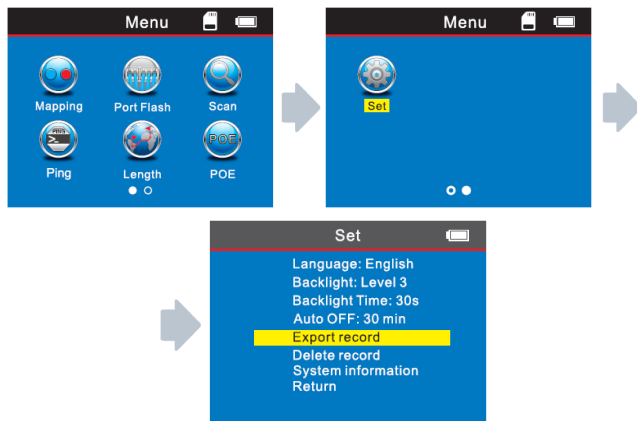 Menu
Mapping Port Flash Scan
PING
>_
POE
Ping Length POE
Menu
Set
Set
Language: English
Backlight: Level 3
Backlight Time: 30s
Auto OFF: 30 min
Export record
Delete record
System information
Return